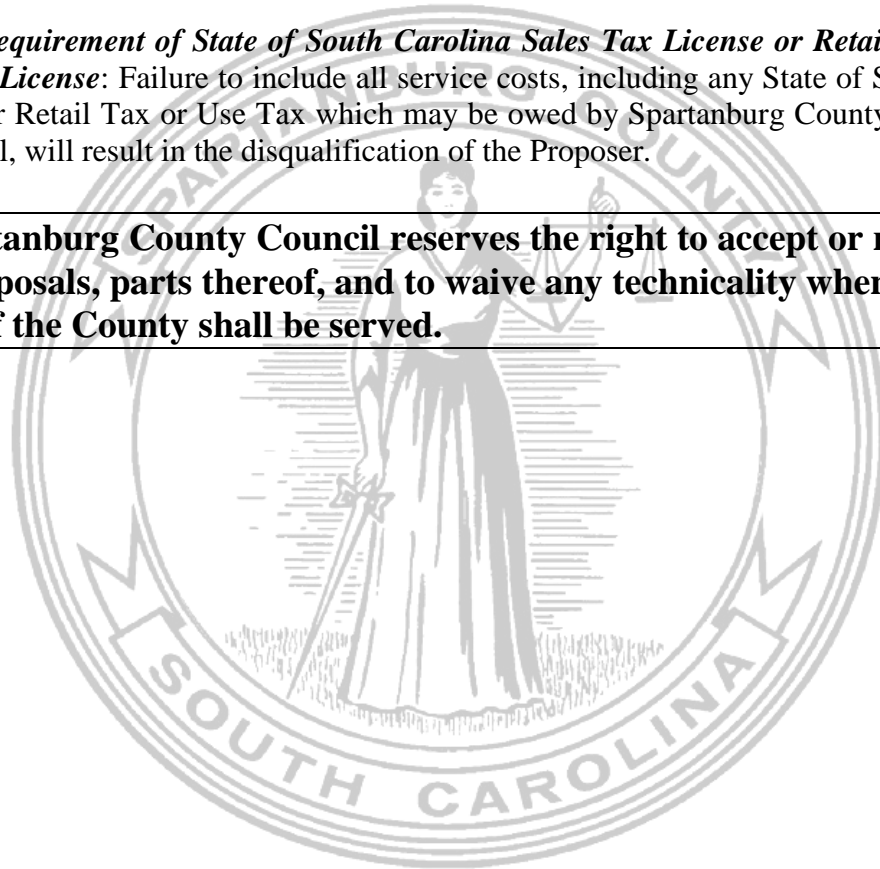 equirement of State of South Carolina Sales Tax License or Retai
License: Failure to include all service costs, including any State of S
r Retail Tax or Use Tax which may be owed by Spartanburg County
l, will result in the disqualification of the Proposer.
tanburg County Council reserves the right to accept or r
posals, parts thereof, and to waive any technicality when
f the County shall be served.
SPARTANBURG COUNTY
SOUTH CAROLINA